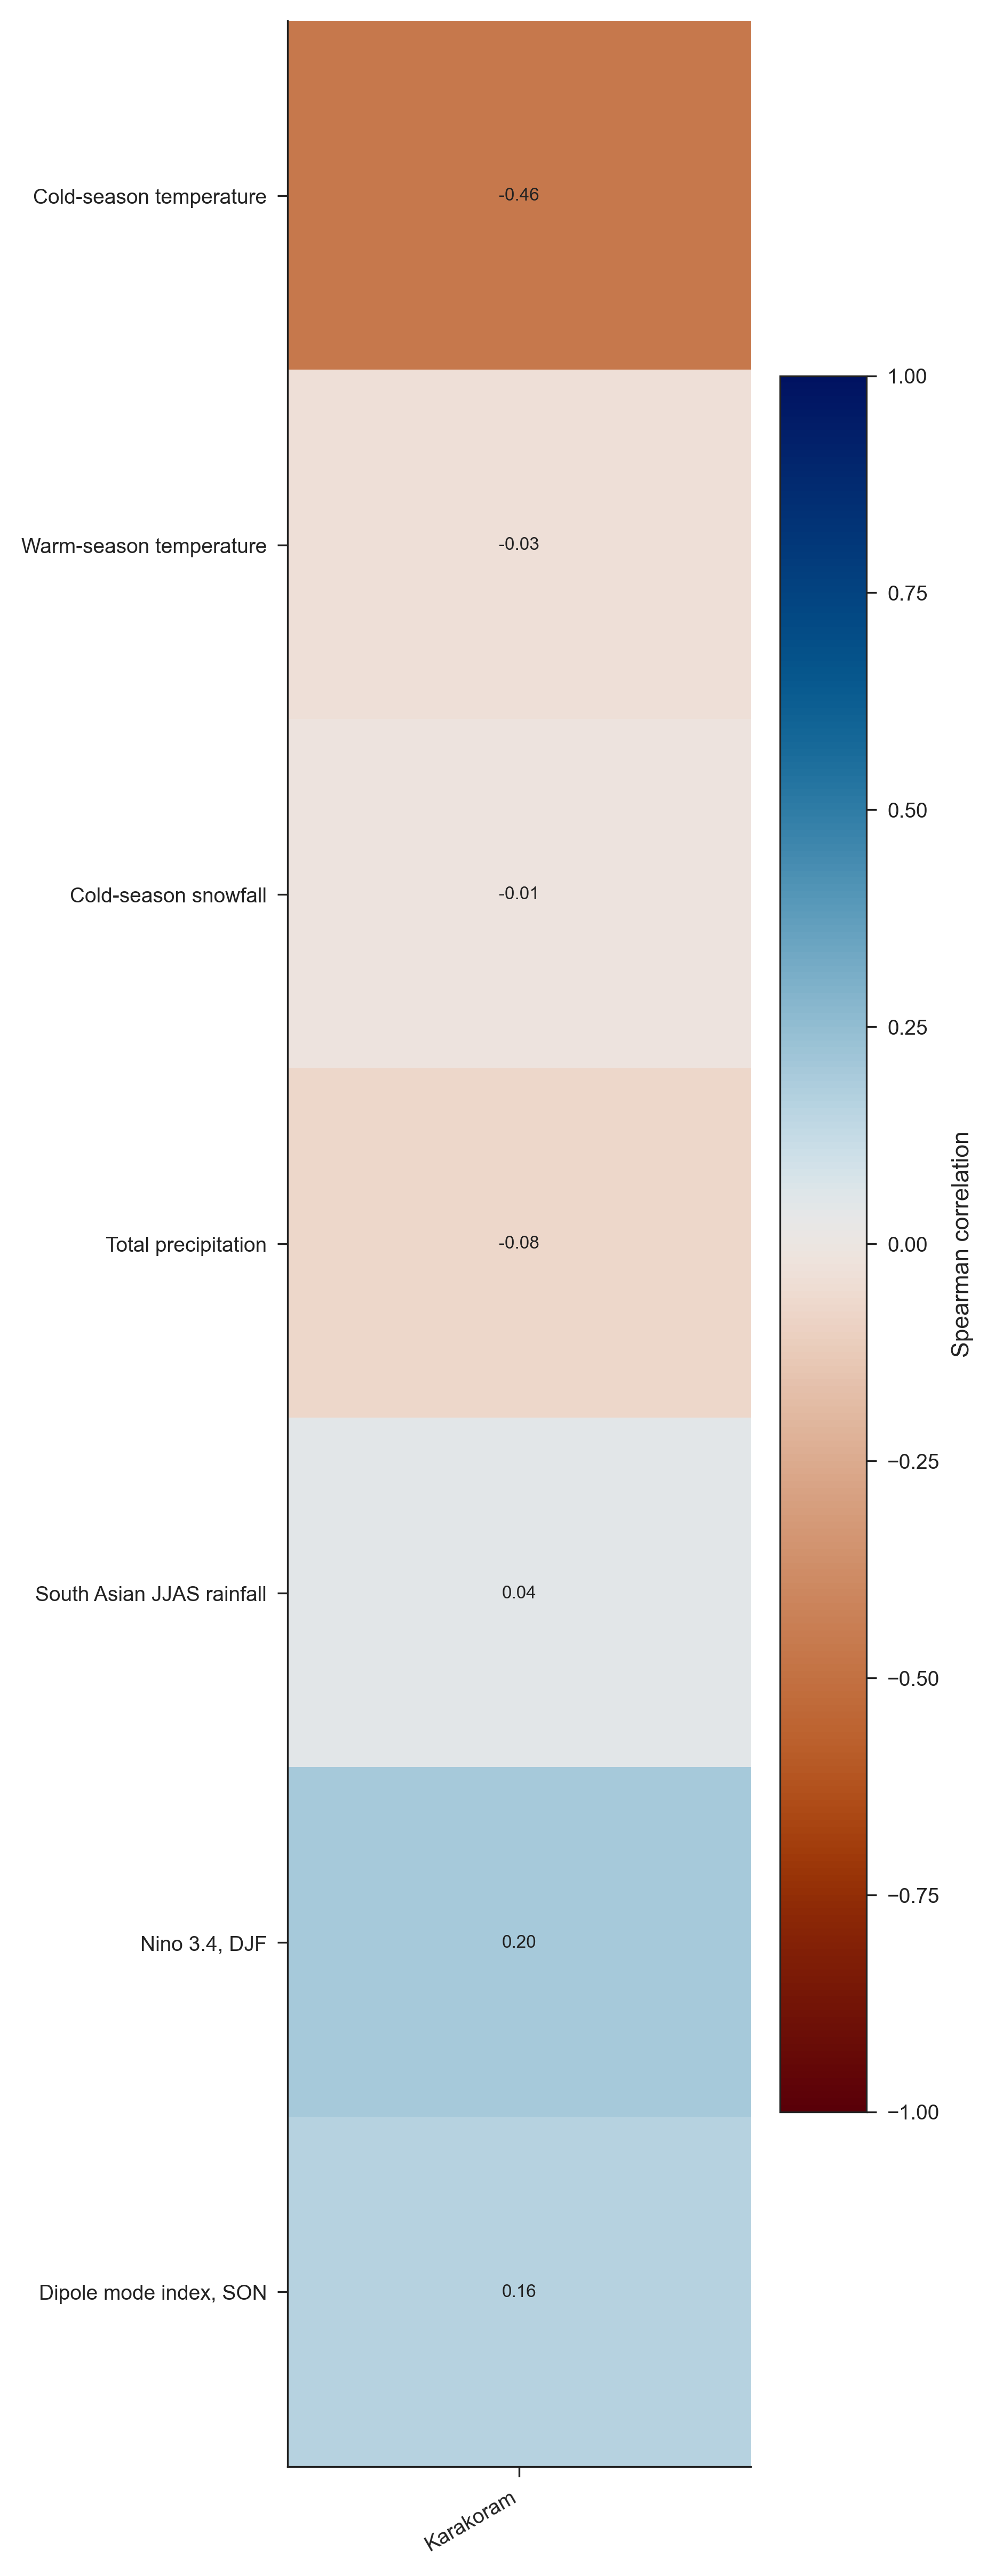 Cold-season temperature
-0.46
Warm-season temperature
-0.03
Cold-season snowfall
-0.01
Total precipitation
-0.08
South Asian JJAS rainfall
0.04
Nino 3.4, DJF
0.20
Dipole mode index, SON
0.16
Karakoram
1.00
0.75
0.50
0.25
0.00
−0.25
−0.50
−0.75
−1.00
Spearman correlation